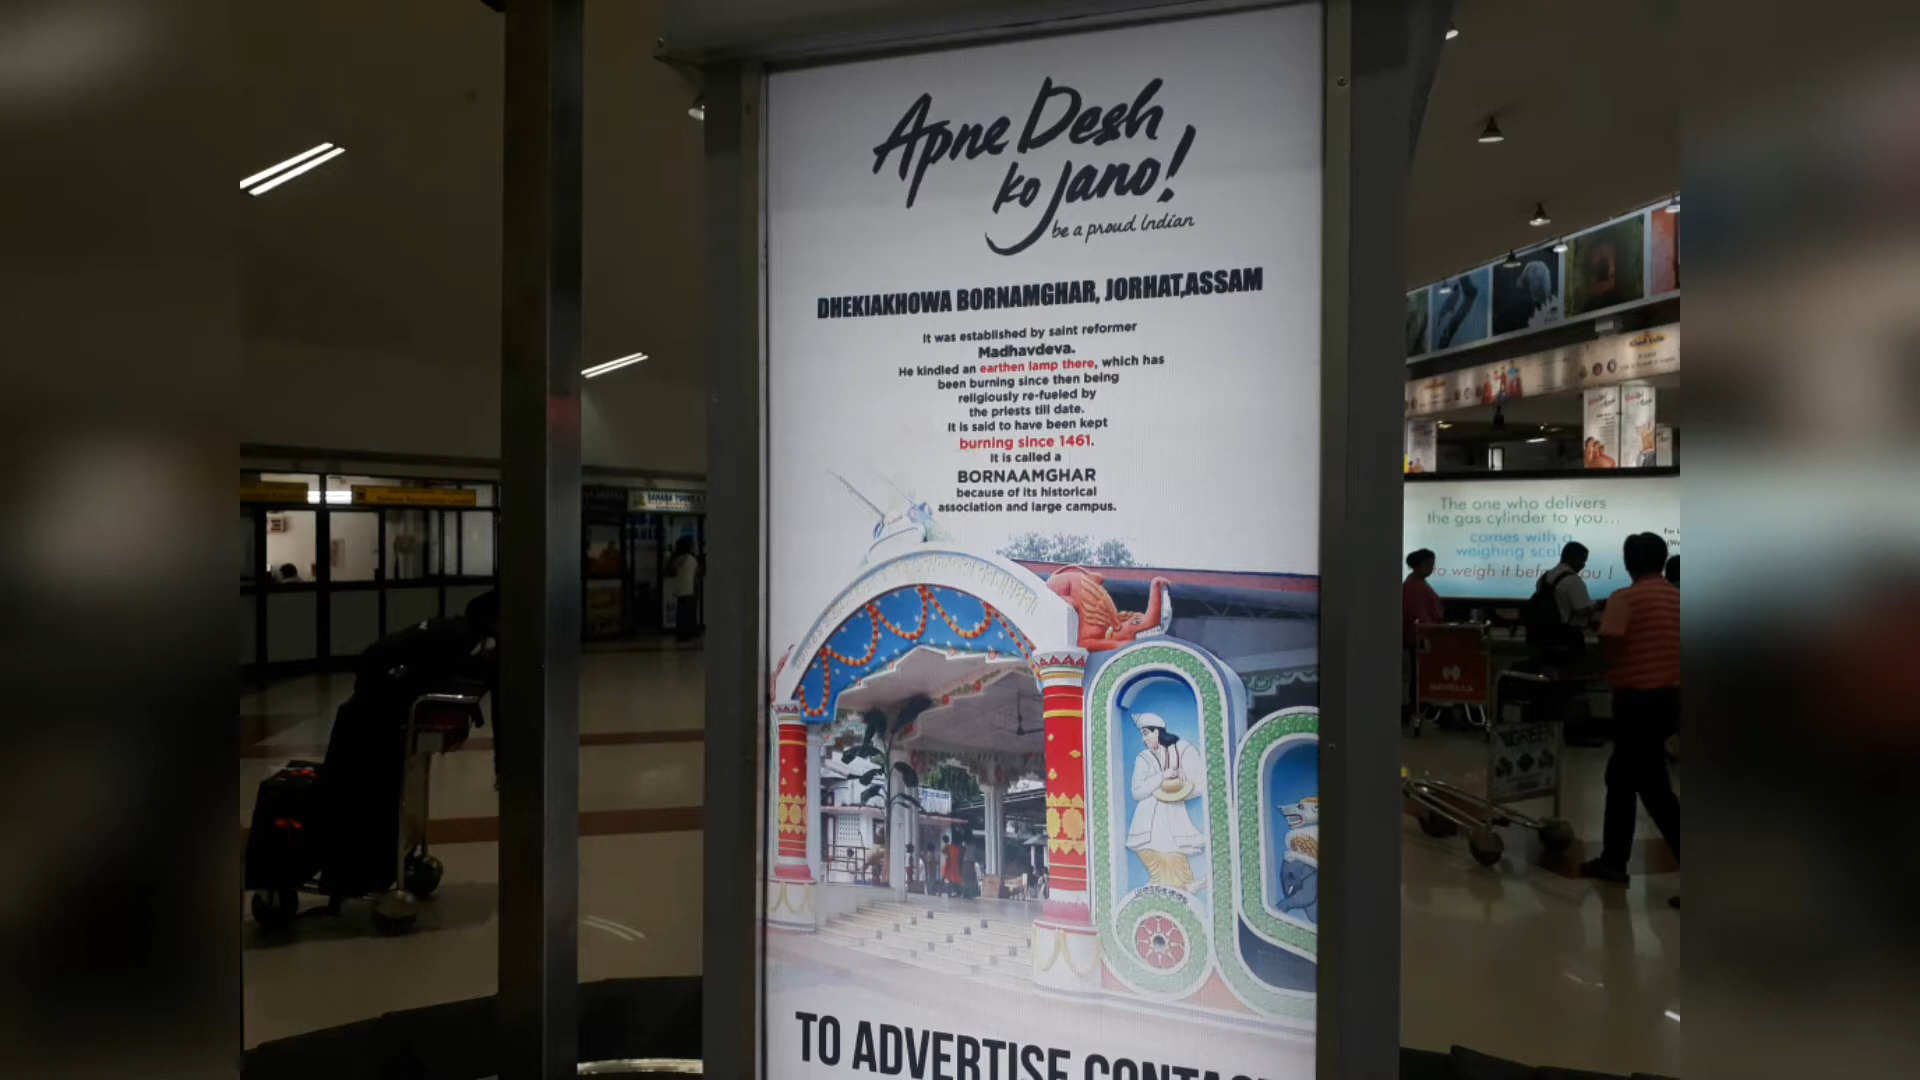 Apne Desh
ko Jano!
be a proud Indian
DHEKIAKHOWA BORNAMGHAR, JORHAT,ASSAM
It was established by saint reformer
Madhavdeva.
He kindled an earthen lamp there, which has
been burning since then being
religiously re-fueled by
the priests till date.
It is said to have been kept
burning since 1461.
It is called a
BORNAAMGHAR
because of its historical
association and large campus.
TO ADVERTISE
The one who delivers
the gas cylinder to you...
comes with a
weighing
to weigh it
HAVELLS